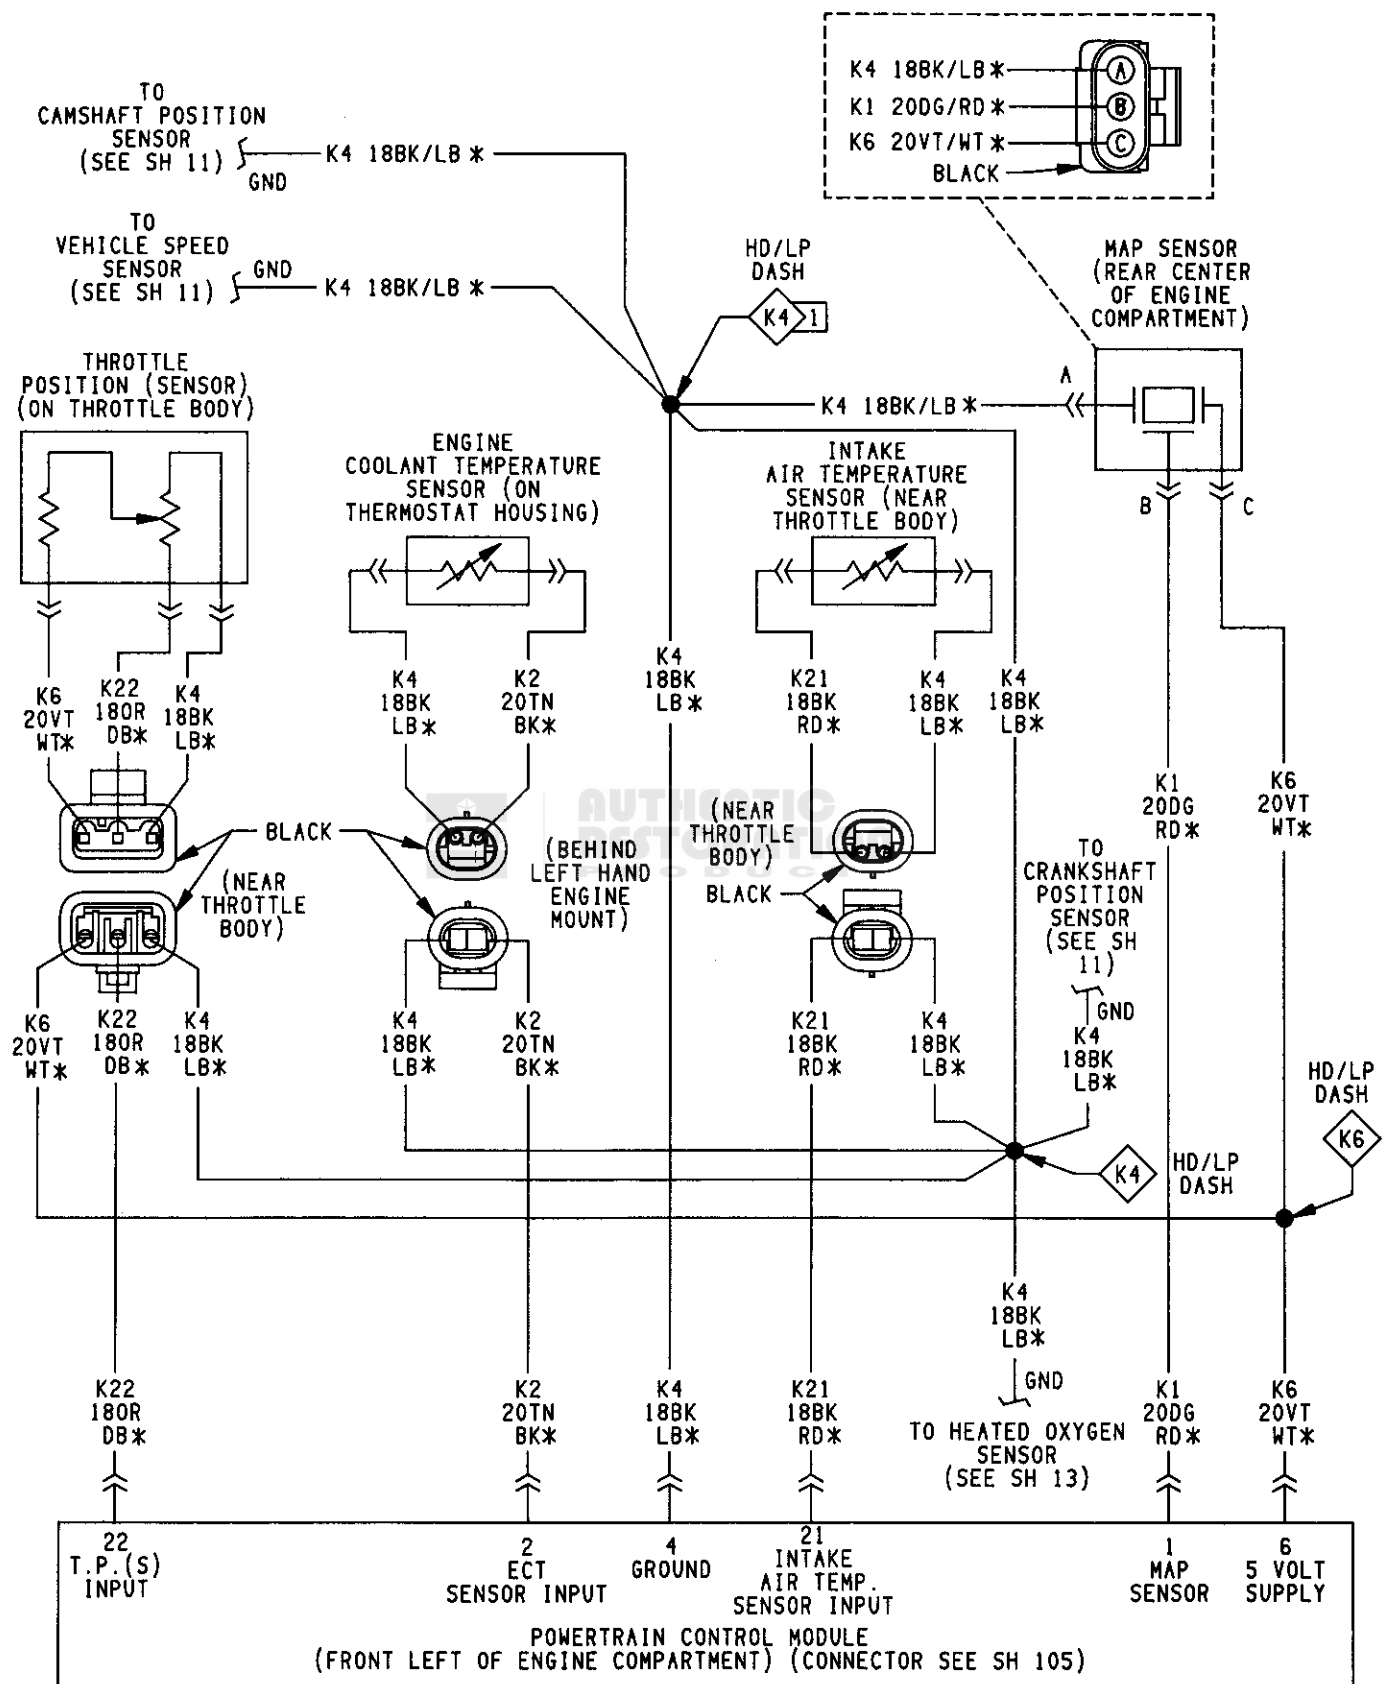 K4 18BK/LB*
A
K1 20DG/RD*
B
K6 20VT/WT*
C
BLACK
TO
CAMSHAFT POSITION
SENSOR
(SEE SH 11)
GND
K4 18BK/LB*
TO
VEHICLE SPEED
SENSOR
(SEE SH 11)
GND
K4 18BK/LB*
HD/LP
DASH
K4
1
MAP SENSOR
(REAR CENTER
OF ENGINE
COMPARTMENT)
THROTTLE
POSITION (SENSOR)
(ON THROTTLE BODY)
K4 18BK/LB*
A
B
C
ENGINE
COOLANT TEMPERATURE
SENSOR (ON
THERMOSTAT HOUSING)
INTAKE
AIR TEMPERATURE
SENSOR (NEAR
THROTTLE BODY)
K6
20VT
WT*
K22
18OR
DB*
K4
18BK
LB*
K4
18BK
LB*
K2
20TN
BK*
K4
18BK
LB*
K21
18BK
RD*
K4
18BK
LB*
K4
18BK
LB*
K1
20DG
RD*
K6
20VT
WT*
BLACK
(NEAR
THROTTLE
BODY)
(BEHIND
LEFT HAND
ENGINE
MOUNT)
(NEAR
THROTTLE
BODY)
BLACK
AUTHENTIC
TO
CRANKSHAFT
POSITION
SENSOR
(SEE SH
11)
GND
K4
18BK
LB*
K6
20VT
WT*
K22
18OR
DB*
K4
18BK
LB*
K4
18BK
LB*
K2
20TN
BK*
K21
18BK
RD*
K4
18BK
LB*
HD/LP
DASH
K6
K4
HD/LP
DASH
K4
18BK
LB*
GND
TO HEATED OXYGEN
SENSOR
(SEE SH 13)
K22
18OR
DB*
K2
20TN
BK*
K4
18BK
LB*
K21
18BK
RD*
K1
20DG
RD*
K6
20VT
WT*
22
T.P.(S)
INPUT
2
ECT
SENSOR INPUT
4
GROUND
21
INTAKE
AIR TEMP.
SENSOR INPUT
1
MAP
SENSOR
6
5 VOLT
SUPPLY
POWERTRAIN CONTROL MODULE
(FRONT LEFT OF ENGINE COMPARTMENT) (CONNECTOR SEE SH 105)